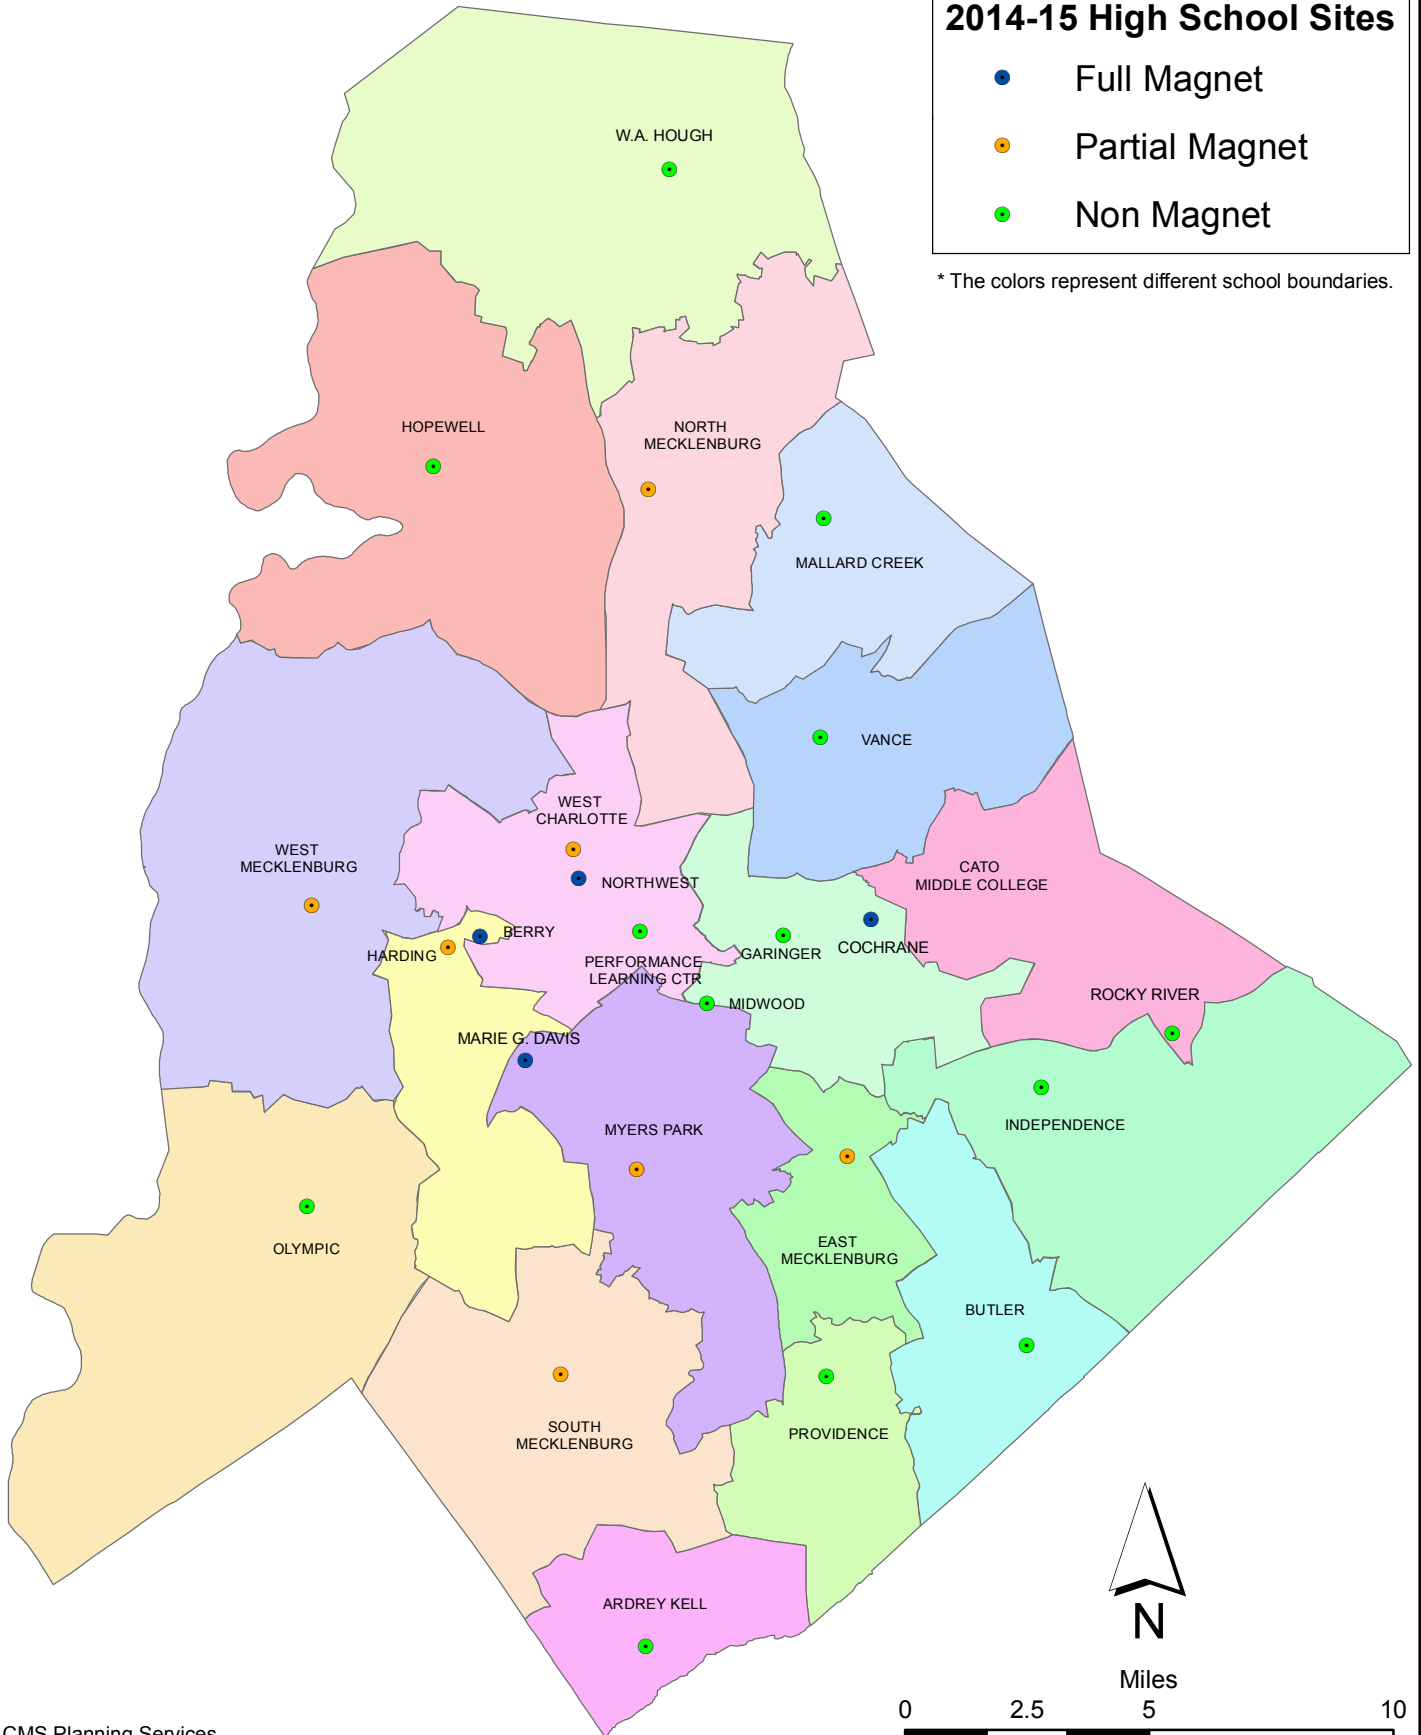 2014-15 High School Sites
Full Magnet
Partial Magnet
Non Magnet
* The colors represent different school boundaries.
W.A. HOUGH
HOPEWELL
NORTH
MECKLENBURG
MALLARD CREEK
VANCE
WEST
CHARLOTTE
WEST
MECKLENBURG
CATO
MIDDLE COLLEGE
NORTHWEST
BERRY
HARDING
PERFORMANCE
LEARNING CTR
GARINGER
COCHRANE
MIDWOOD
ROCKY RIVER
MARIE G. DAVIS
MYERS PARK
INDEPENDENCE
OLYMPIC
EAST
MECKLENBURG
BUTLER
SOUTH
MECKLENBURG
PROVIDENCE
ARDREY KELL
N
Miles
0 2.5 5 10
CMS Planning Services